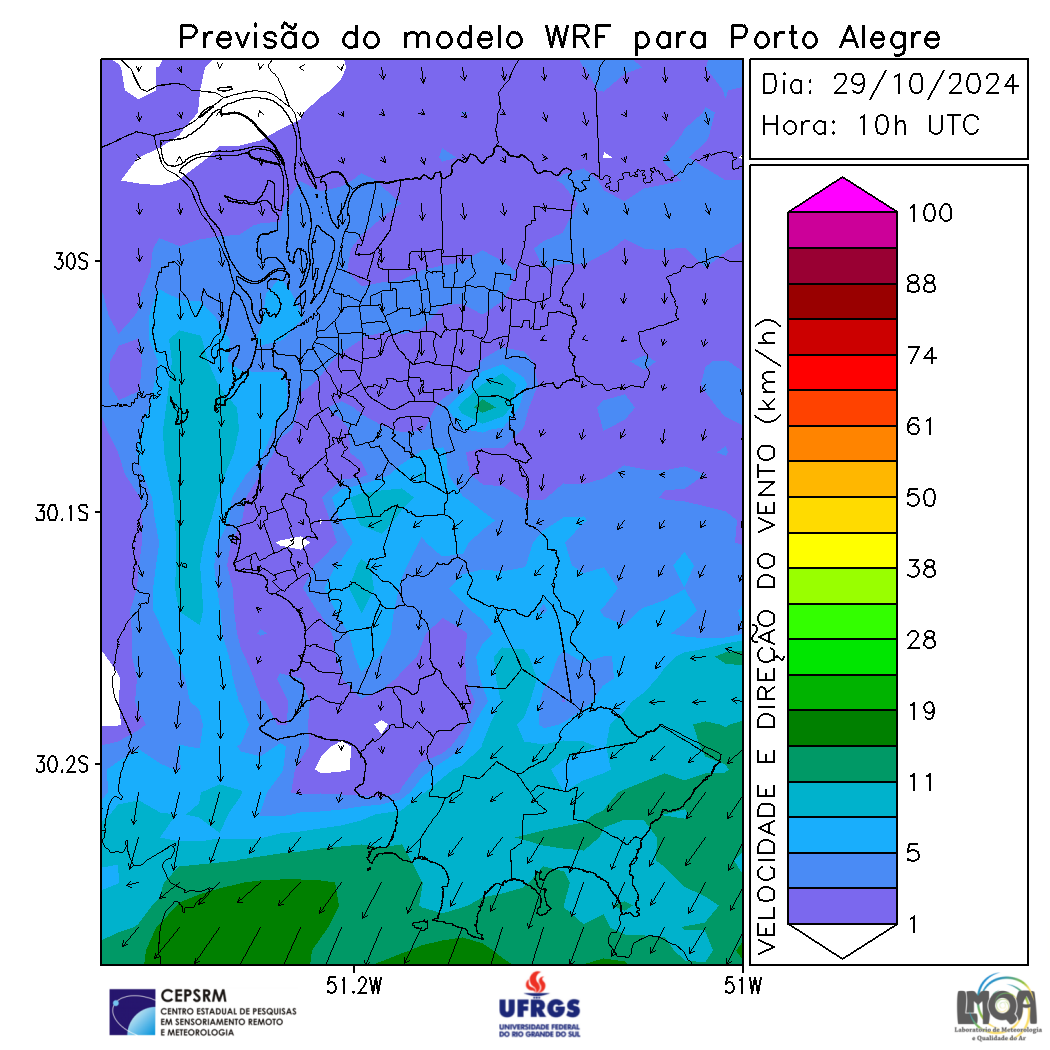 Previsão do modelo WRF para Porto Alegre
Dia: 29/10/2024
Hora: 10h UTC
30S
30.1S
30.2S
51.2W
51W
VELOCIDADE E DIREÇÃO DO VENTO (km/h)
100
88
74
61
50
38
28
19
11
5
1
CEPSRM
CENTRO ESTADUAL DE PESQUISAS
EM SENSORIAMENTO REMOTO
E METEOROLOGIA
UFRGS
UNIVERSIDADE FEDERAL
DO RIO GRANDE DO SUL
LMQA
Laboratório de Meteorologia
e Qualidade do Ar